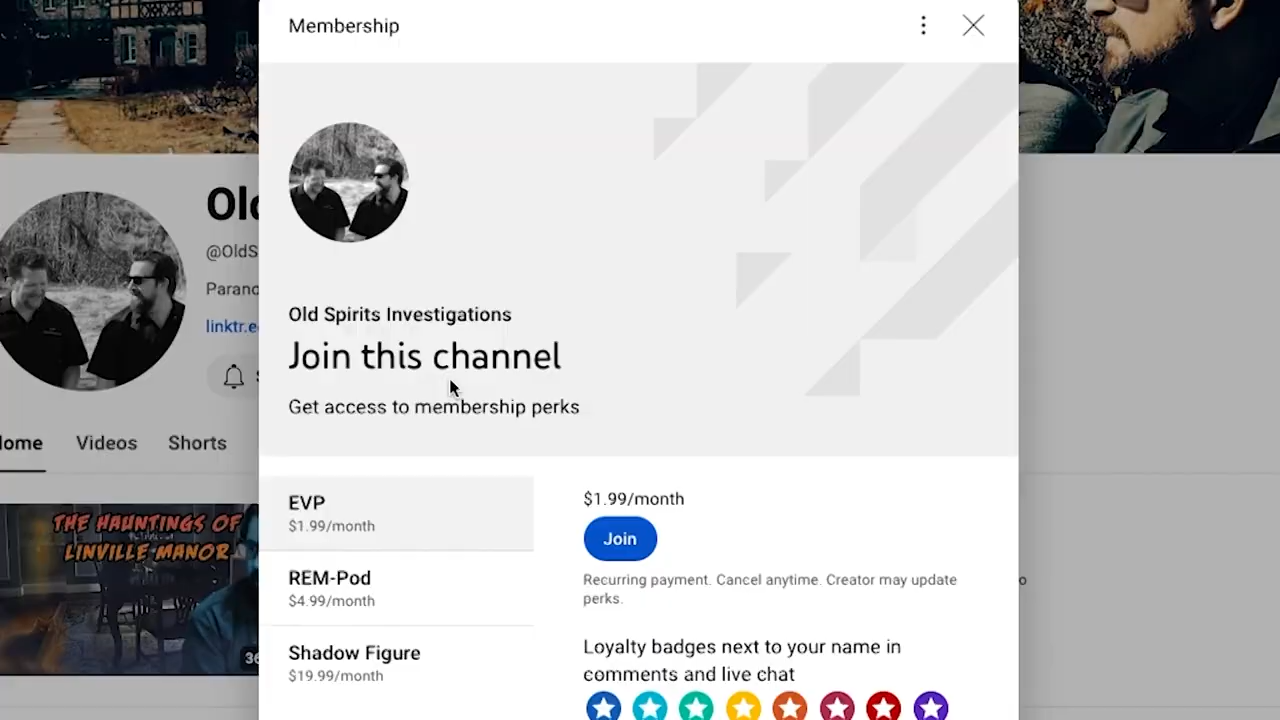 Membership
Old
@OldS
Parano
linktr.e
Home
Videos
Shorts
Old Spirits Investigations
Join this channel
Get access to membership perks
THE HAUNTINGS OF
LINVILLE MANOR
36
EVP
$1.99/month
REM-Pod
$4.99/month
Shadow Figure
$19.99/month
$1.99/month
Join
Recurring payment. Cancel anytime. Creator may update
perks.
Loyalty badges next to your name in
comments and live chat